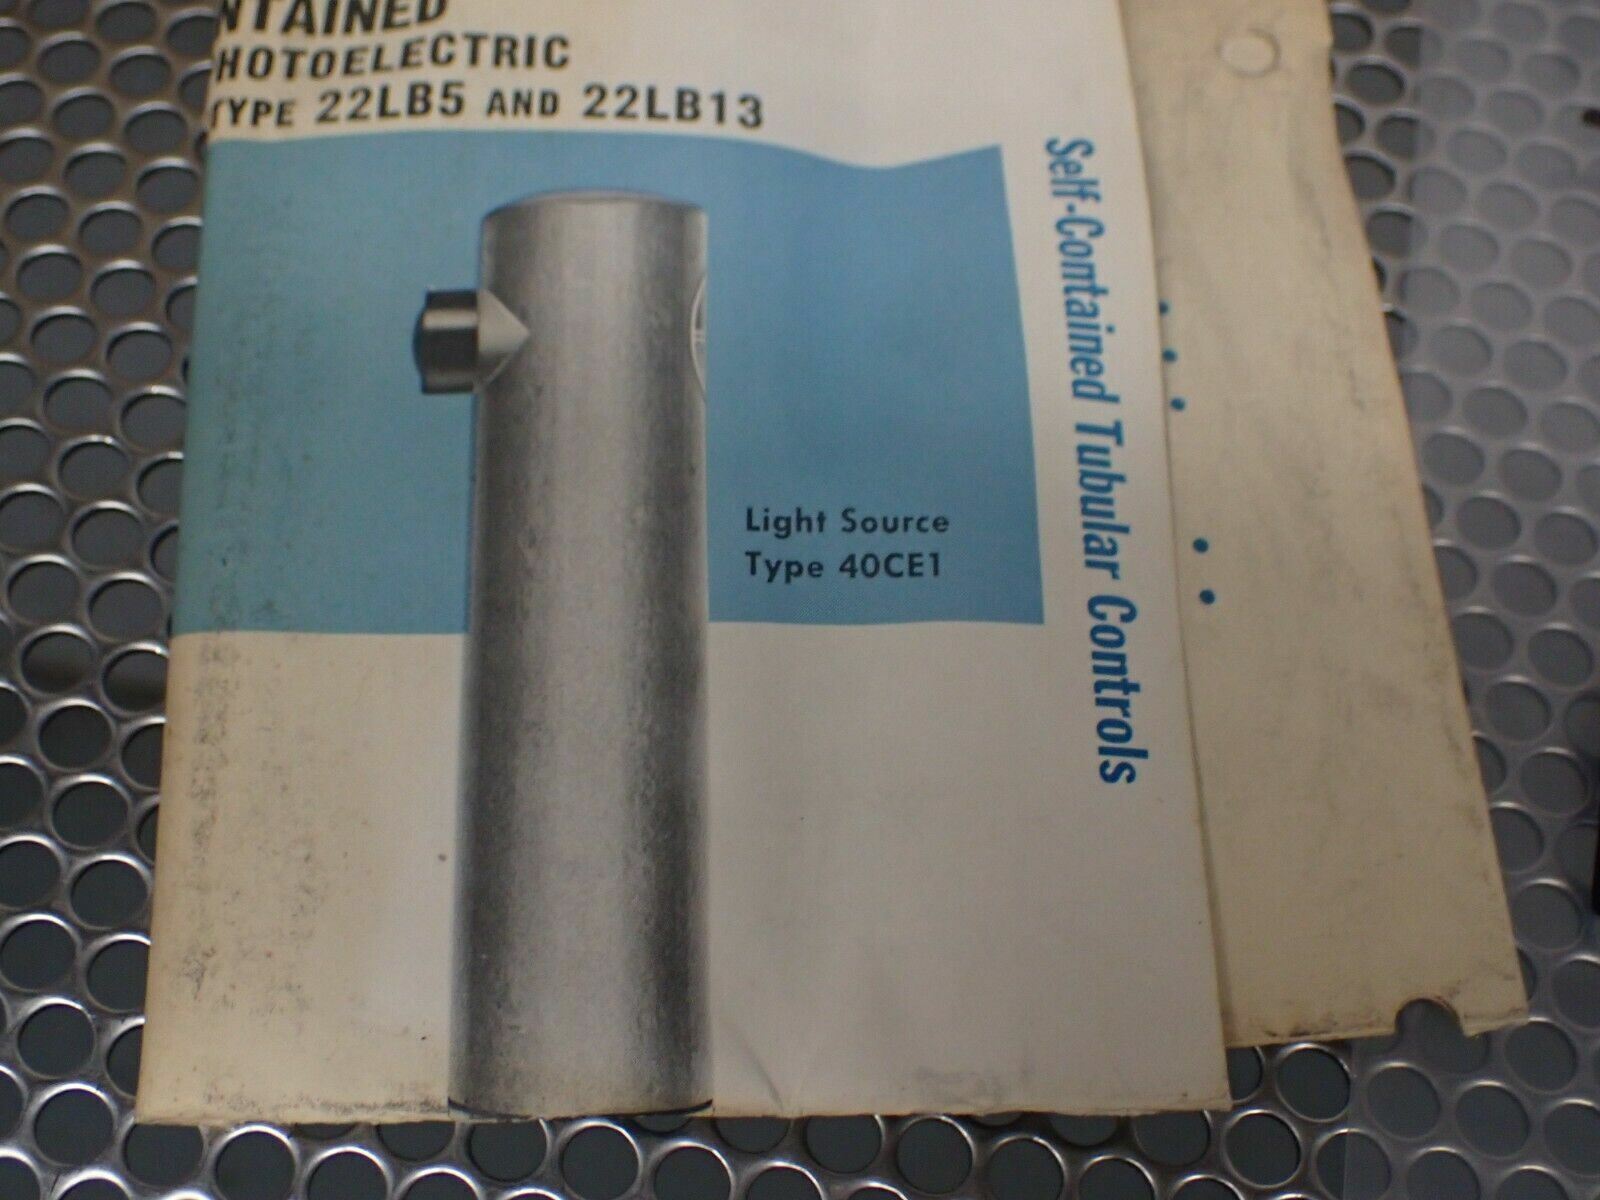 NTAINED
HOTOELECTRIC
TYPE 22LB5 AND 22LB13
Light Source
Type 40CE1
Self-Contained Tubular Controls